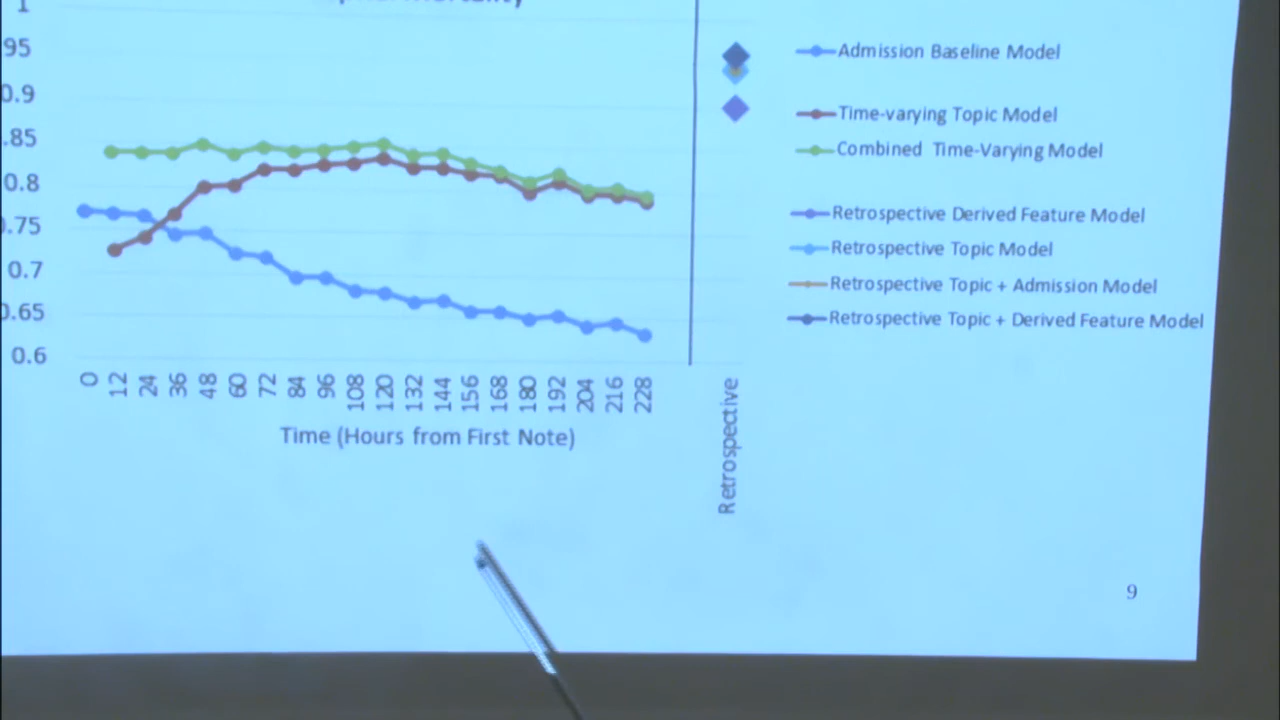 1
95
0.9
.85
0.8
0.75
0.7
0.65
0.6
0 12 24 36 48 60 72 84 96 108 120 132 144 156 168 180 192 204 216 228
Time (Hours from First Note)
Retrospective
Admission Baseline Model
Time-varying Topic Model
Combined Time-Varying Model
Retrospective Derived Feature Model
Retrospective Topic Model
Retrospective Topic + Admission Model
Retrospective Topic + Derived Feature Model
9